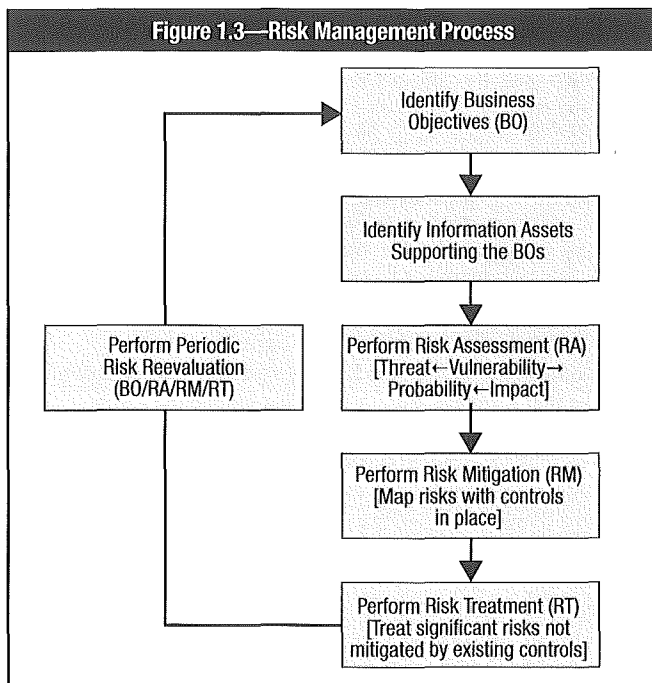 Figure 1.3—Risk Management Process
Identify Business
Objectives (BO)
Identify Information Assets
Supporting the BOs
Perform Periodic
Risk Reevaluation
(BO/RA/RM/RT)
Perform Risk Assessment (RA)
[Threat←Vulnerability→
Probability←Impact]
Perform Risk Mitigation (RM)
[Map risks with controls
in place]
Perform Risk Treatment (RT)
[Treat significant risks not
mitigated by existing controls]